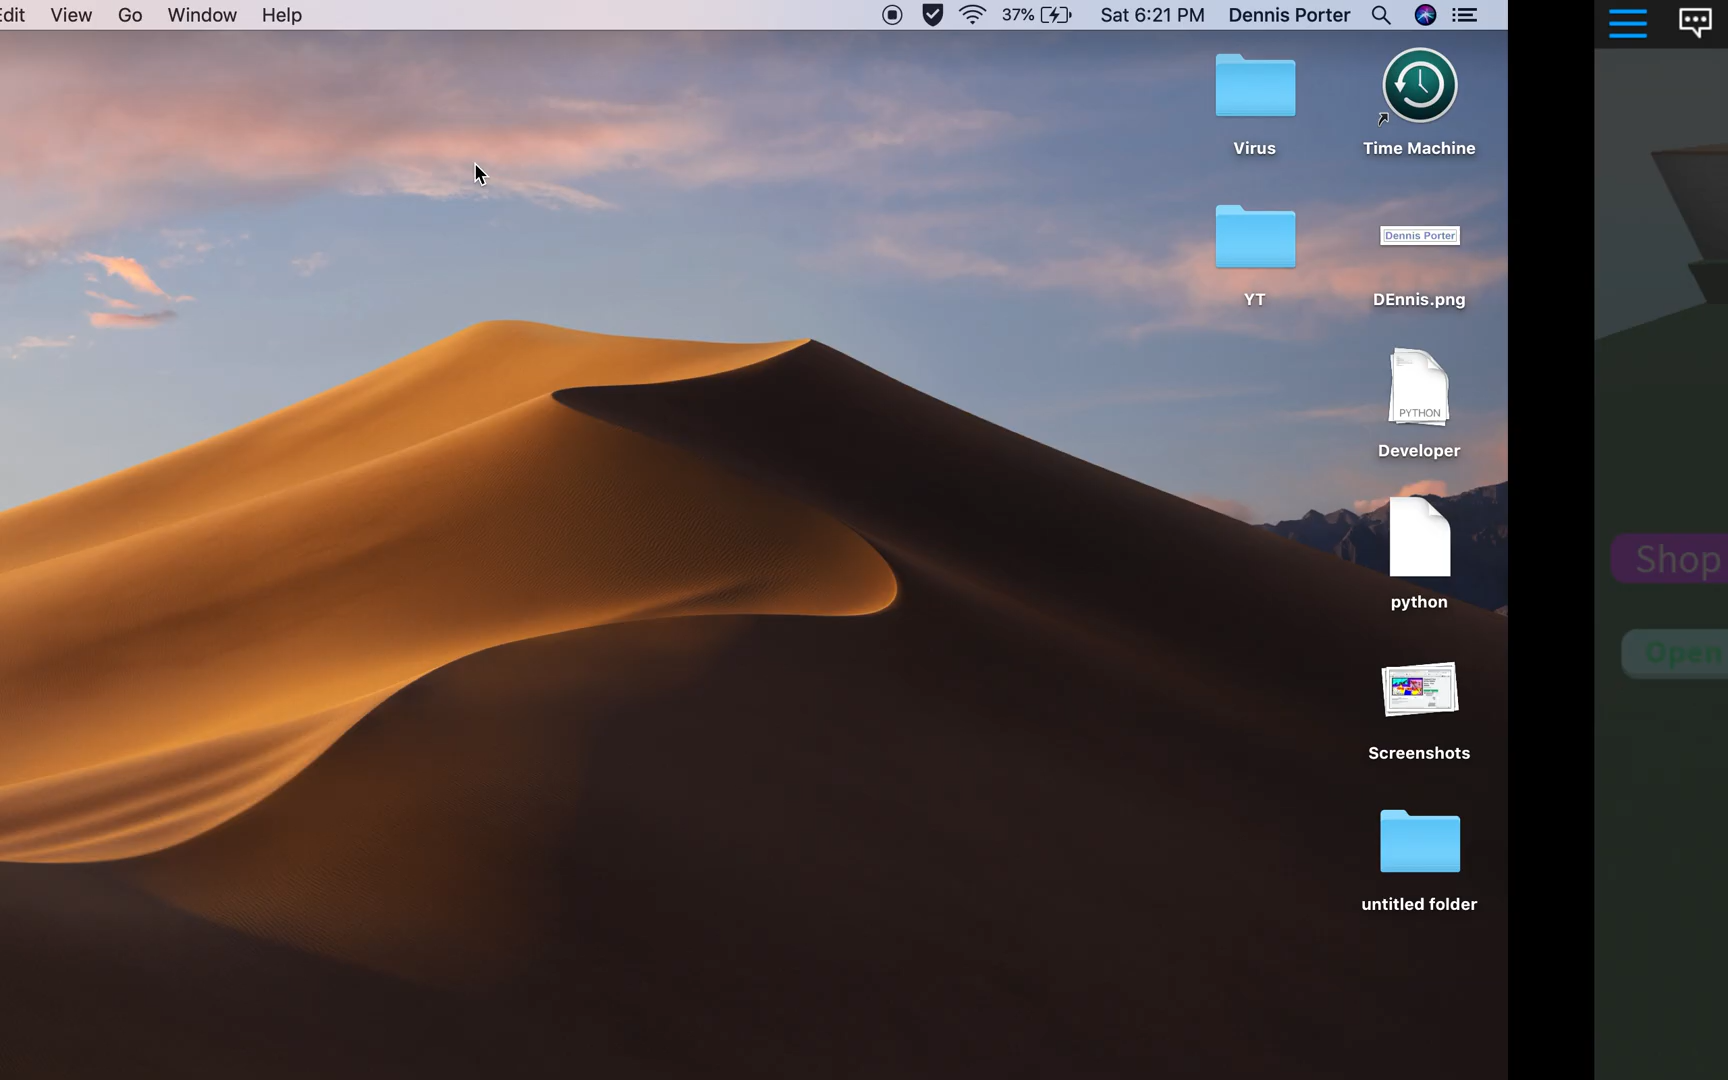 Edit View Go Window Help 37% Sat 6:21 PM Dennis Porter
Virus
Time Machine
Dennis Porter
YT
DEnnis.png
PYTHON
Developer
python
Screenshots
untitled folder
Shop
Open